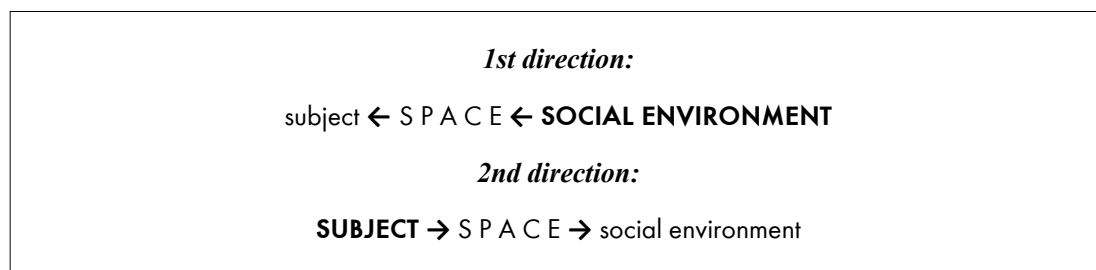 1st direction:
subject ← S P A C E ← SOCIAL ENVIRONMENT
2nd direction:
SUBJECT → S P A C E → social environment